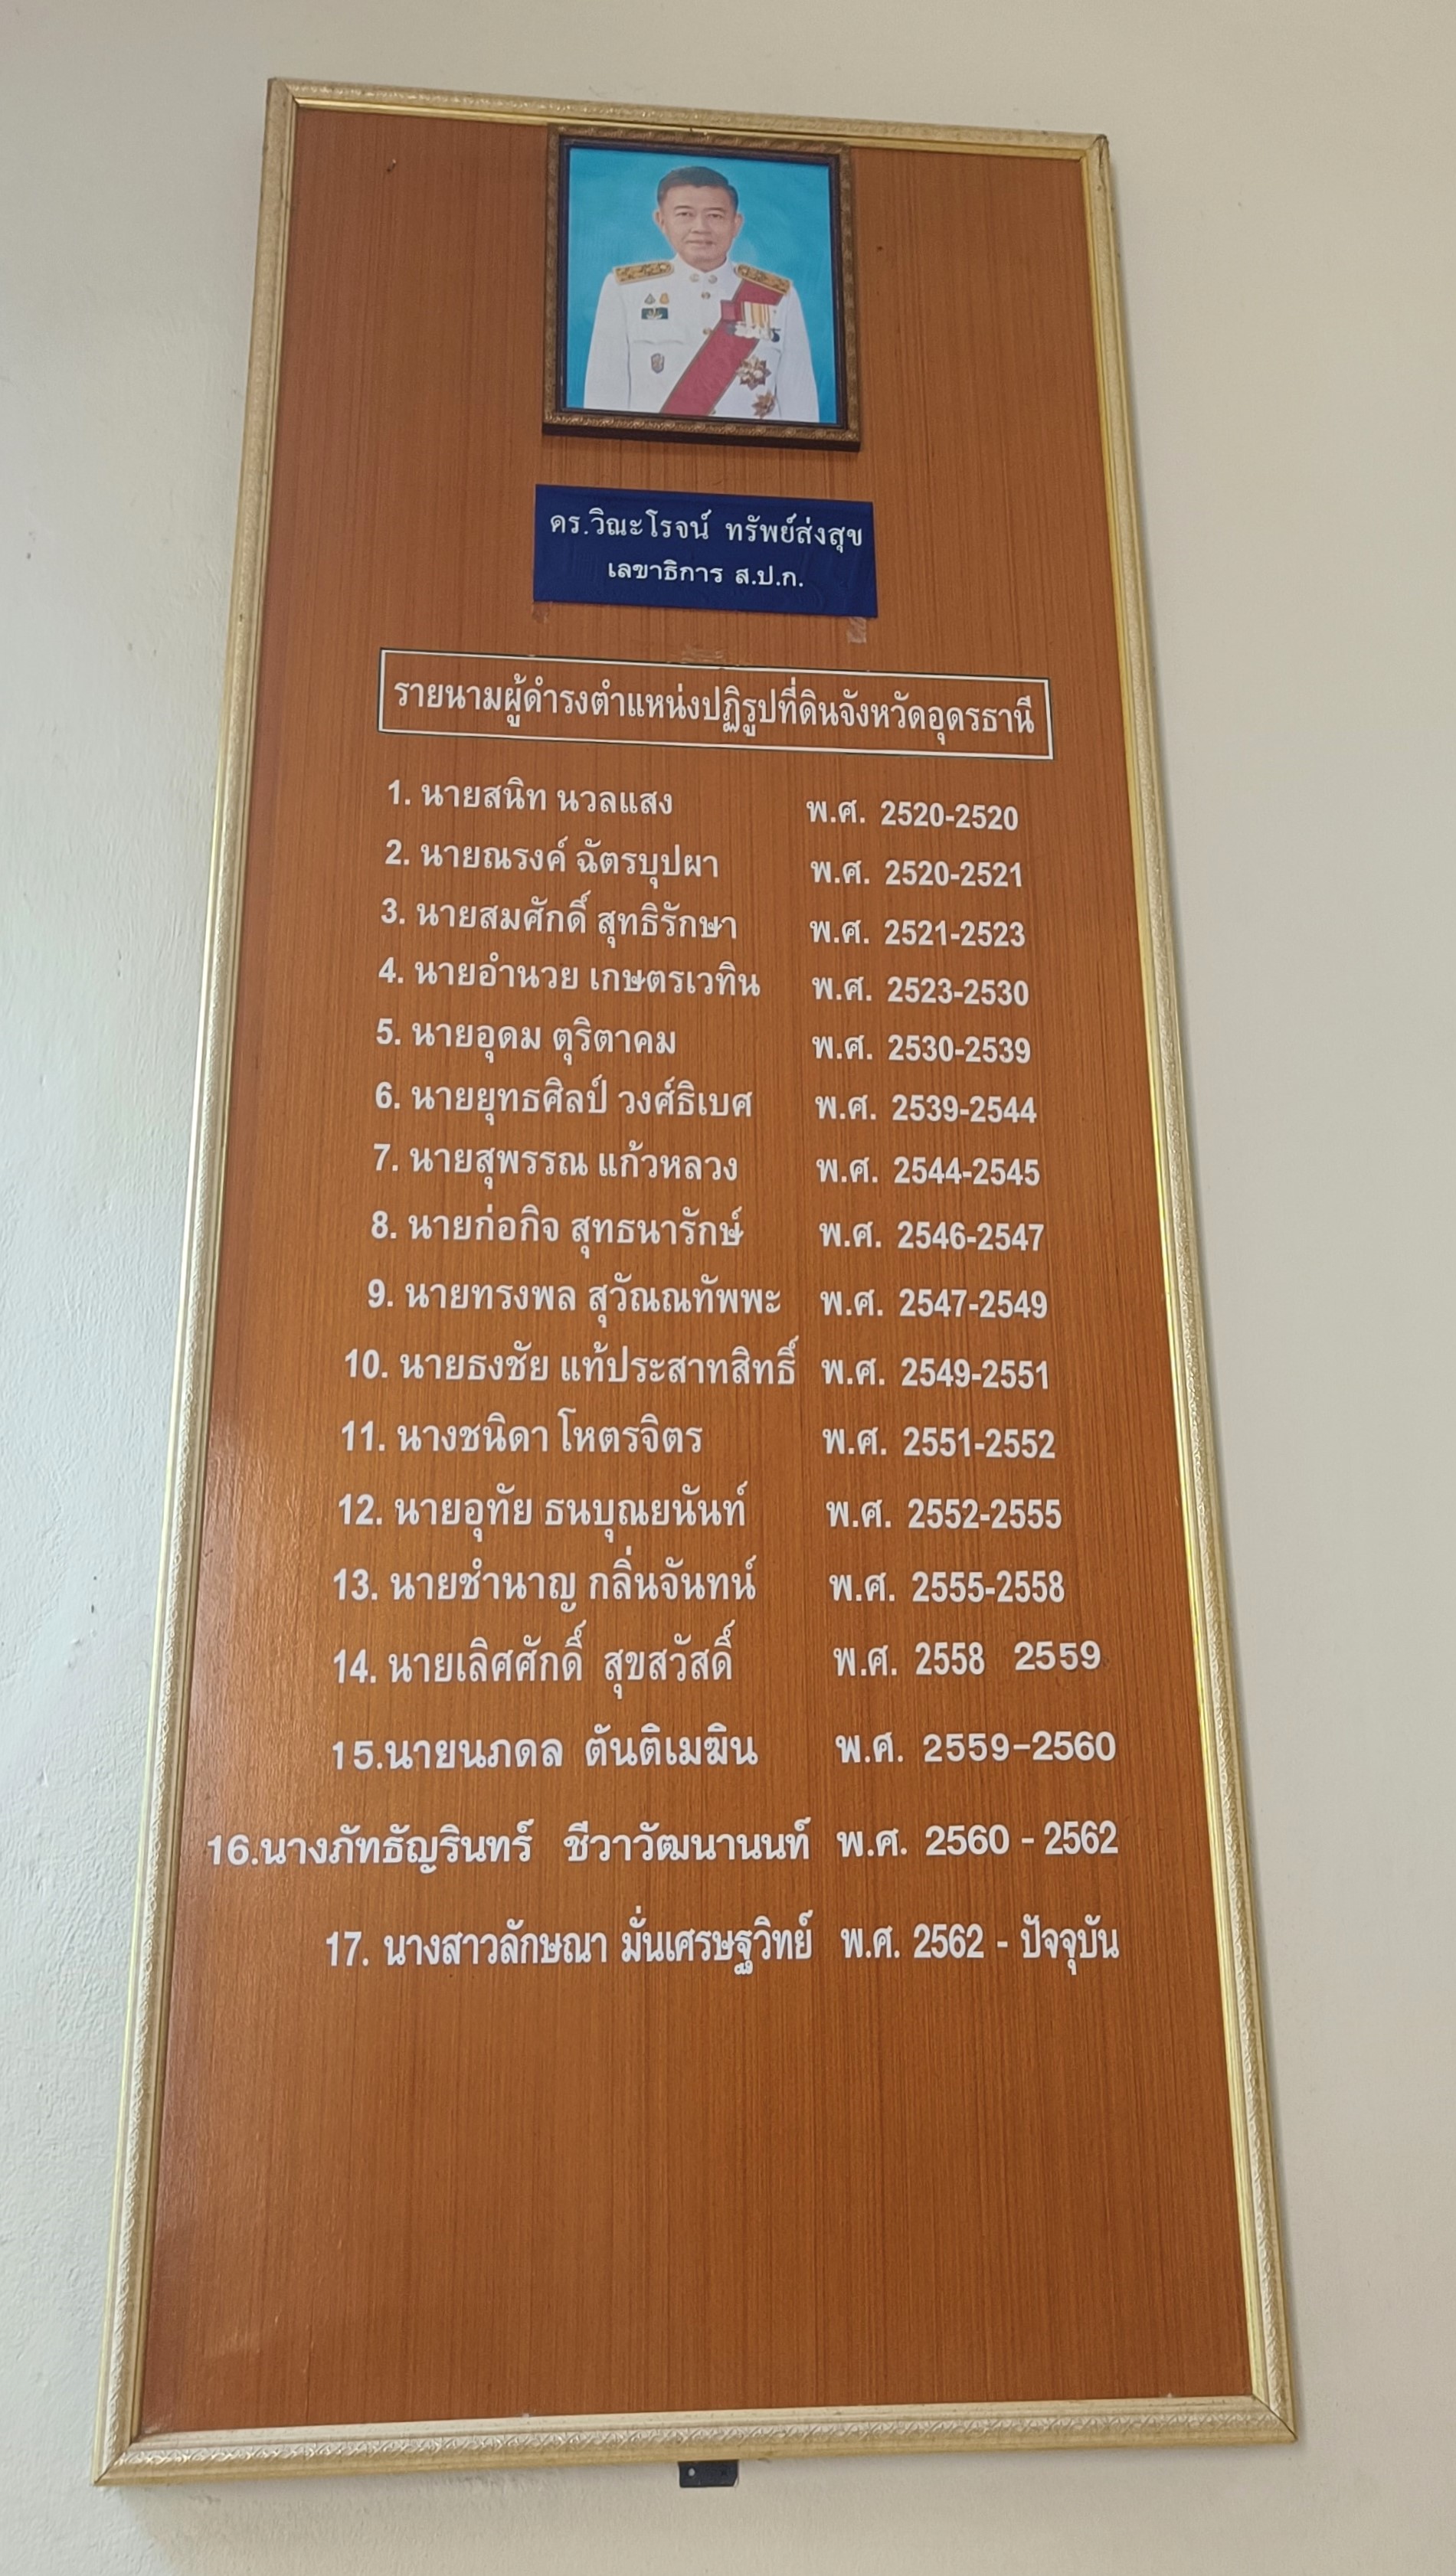 ดร.วิณะโรจน์ ทรัพย์ส่งสุข
เลขาธิการ ส.ป.ก.
รายนามผู้ดำรงตำแหน่งปฏิรูปที่ดินจังหวัดอุดรธานี
1. นายสนิท นวลแสง พ.ศ. 2520-2520
2. นายณรงค์ ฉัตรบุปผา พ.ศ. 2520-2521
3. นายสมศักดิ์ สุทธิรักษา พ.ศ. 2521-2523
4. นายอำนวย เกษตรเวทิน พ.ศ. 2523-2530
5. นายอุดม ตุริตาคม พ.ศ. 2530-2539
6. นายยุทธศิลป์ วงศ์ธิเบศ พ.ศ. 2539-2544
7. นายสุพรรณ แก้วหลวง พ.ศ. 2544-2545
8. นายก่อกิจ สุทธนารักษ์ พ.ศ. 2546-2547
9. นายทรงพล สุวัณณทัพพะ พ.ศ. 2547-2549
10. นายธงชัย แท้ประสาทสิทธิ์ พ.ศ. 2549-2551
11. นางชนิดา โหตรจิตร พ.ศ. 2551-2552
12. นายอุทัย ธนบุณยนันท์ พ.ศ. 2552-2555
13. นายชำนาญ กลิ่นจันทน์ พ.ศ. 2555-2558
14. นายเลิศศักดิ์ สุขสวัสดิ์ พ.ศ. 2558 2559
15.นายนภดล ตันติเมฆิน พ.ศ. 2559-2560
16.นางภัทธัญรินทร์ ชีวาวัฒนานนท์ พ.ศ. 2560 - 2562
17. นางสาวลักษณา มั่นเศรษฐวิทย์ พ.ศ. 2562 - ปัจจุบัน